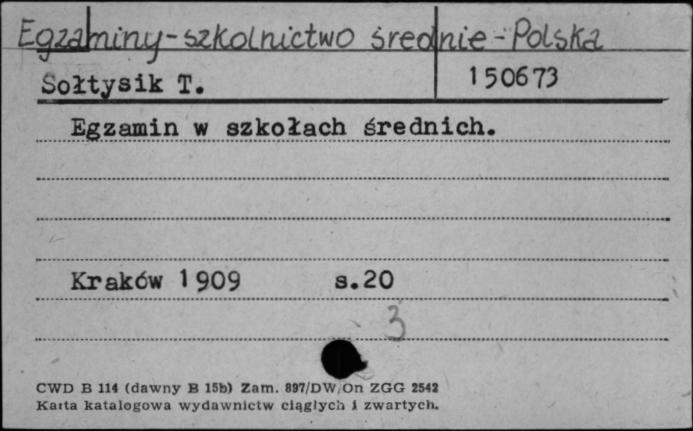 Egzaminy-szkolnictwo średnie-Polska
Sołtysik T. 150673
Egzamin w szkołach średnich.
Kraków 1909 s.20
3
CWD B 114 (dawny B 15b) Zam. 897/DW/On ZGG 2542
Karta katalogowa wydawnictw ciągłych i zwartych.